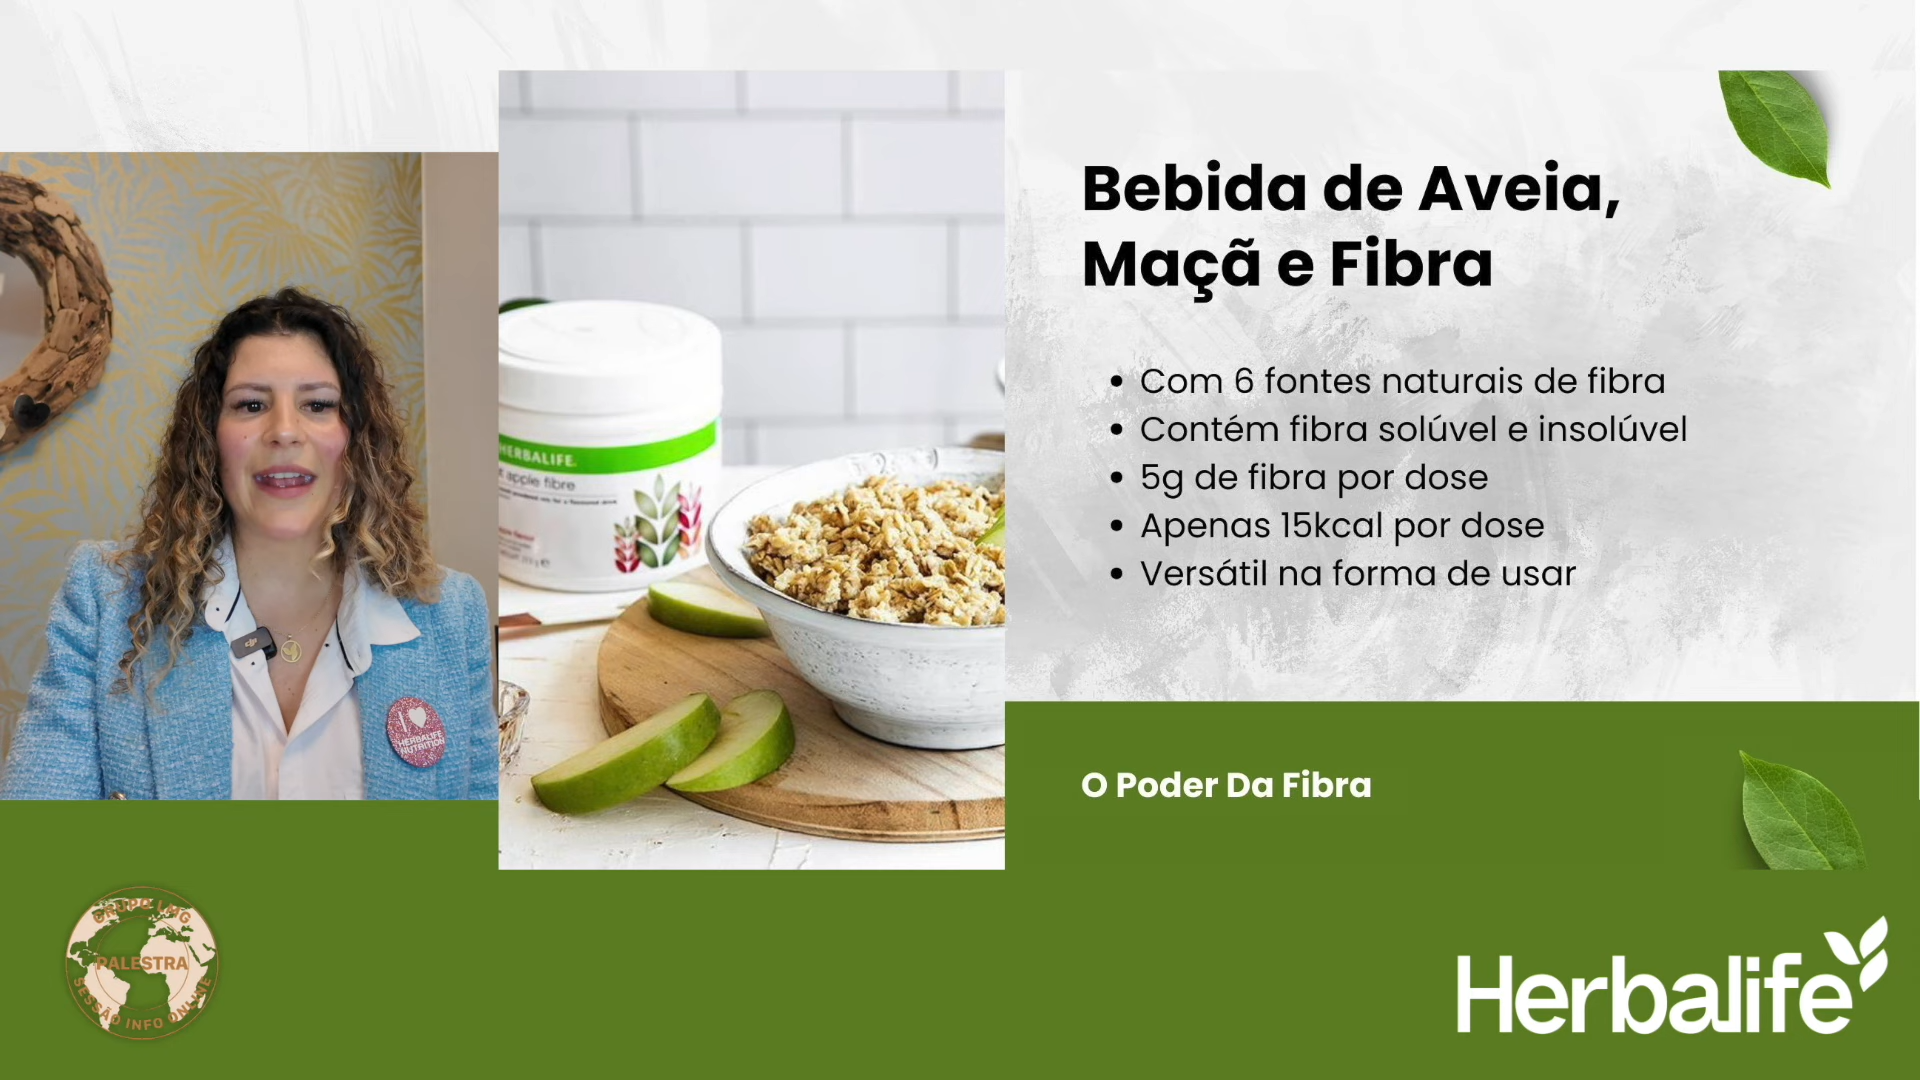 Bebida de Aveia,
Maçã e Fibra
• Com 6 fontes naturais de fibra
• Contém fibra solúvel e insolúvel
• 5g de fibra por dose
• Apenas 15kcal por dose
• Versátil na forma de usar
O Poder Da Fibra
HERBALIFE
apple fibre
I
HERBALIFE
NUTRITION
GRUPO LMG
PALESTRA
SESSÃO INFO ONLINE
Herbalife